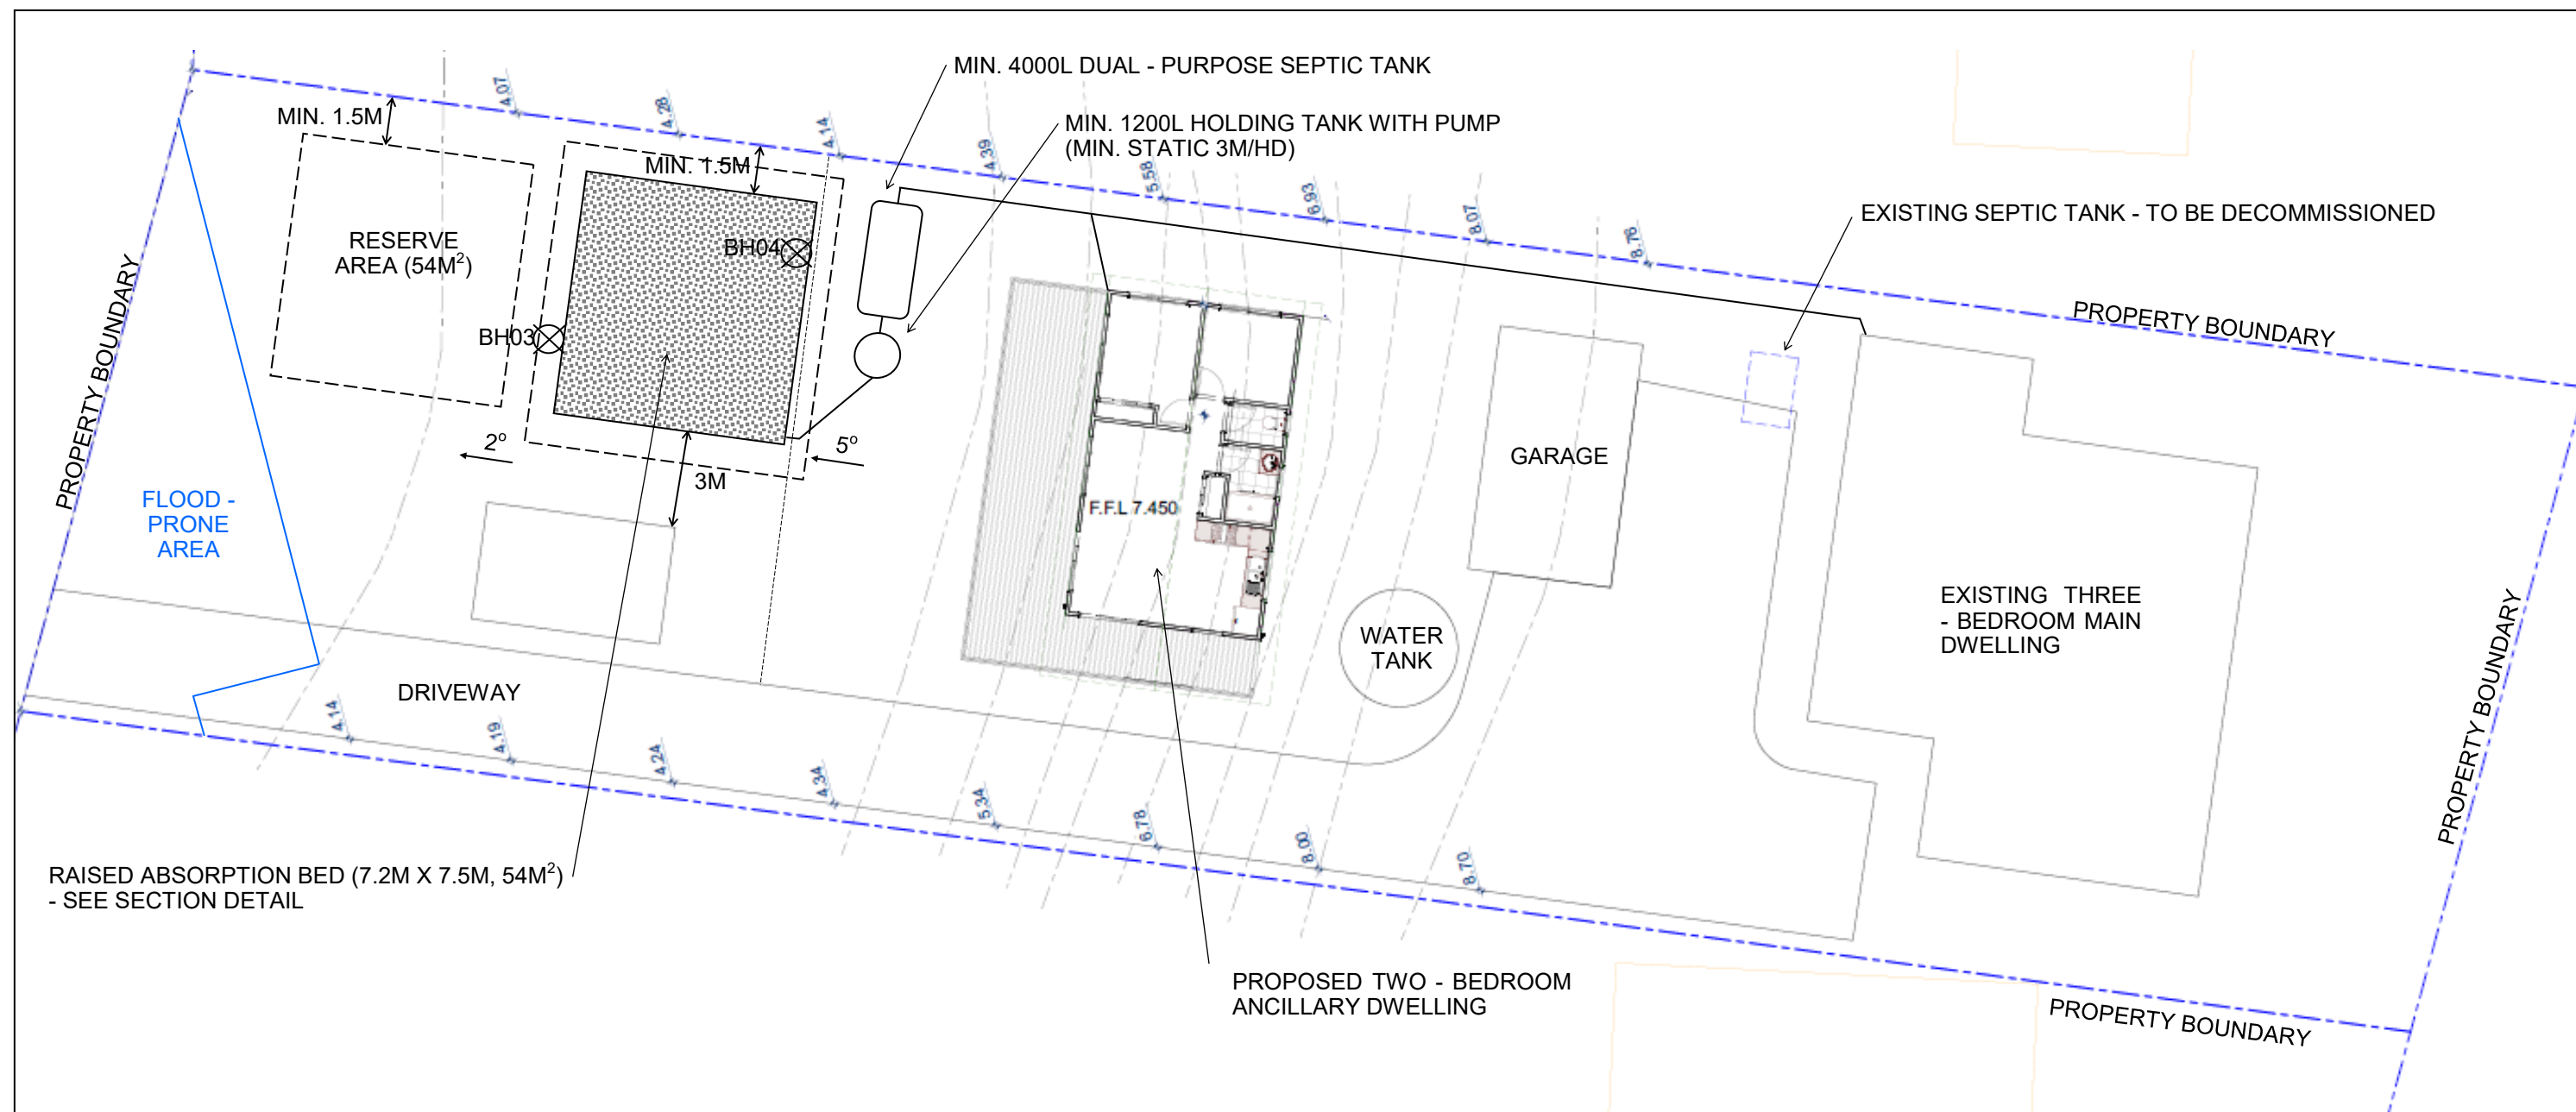 MIN. 4000L DUAL - PURPOSE SEPTIC TANK
MIN. 1200L HOLDING TANK WITH PUMP
(MIN. STATIC 3M/HD)
MIN. 1.5M
4.07
4.28
4.14
4.39
5.58
6.93
8.07
8.76
MIN. 1.5M
EXISTING SEPTIC TANK - TO BE DECOMMISSIONED
RESERVE
AREA (54M²)
BH04
BH03
PROPERTY BOUNDARY
PROPERTY BOUNDARY
2°
5°
3M
GARAGE
FLOOD -
PRONE
AREA
F.F.L 7.450
EXISTING THREE
- BEDROOM MAIN
DWELLING
WATER
TANK
PROPERTY BOUNDARY
DRIVEWAY
4.14
4.19
4.24
4.34
5.34
6.78
8.00
8.70
RAISED ABSORPTION BED (7.2M X 7.5M, 54M²)
- SEE SECTION DETAIL
PROPOSED TWO - BEDROOM
ANCILLARY DWELLING
PROPERTY BOUNDARY